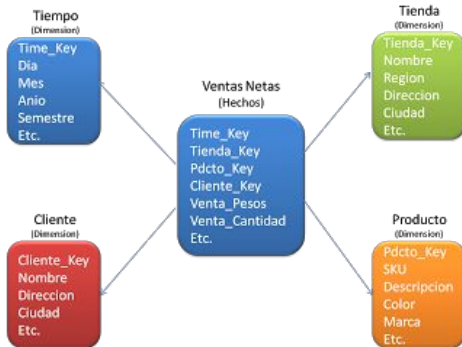 Tiempo
(Dimension)
Time_Key
Dia
Mes
Anio
Semestre
Etc.
Tienda
(Dimension)
Tienda_Key
Nombre
Region
Direccion
Ciudad
Etc.
Ventas Netas
(Hechos)
Time_Key
Tienda_Key
Pdcto_Key
Cliente_Key
Venta_Pesos
Venta_Cantidad
Etc.
Cliente
(Dimension)
Cliente_Key
Nombre
Direccion
Ciudad
Etc.
Producto
(Dimension)
Pdcto_Key
SKU
Descripcion
Color
Marca
Etc.